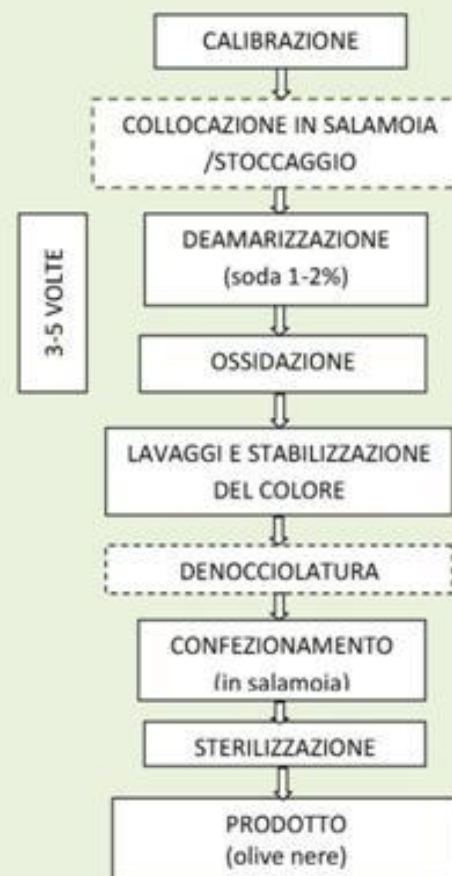 CALIBRAZIONE
COLLOCAZIONE IN SALAMOIA
/STOCCAGGIO
3-5 VOLTE
DEAMARIZZAZIONE
(soda 1-2%)
OSSIDAZIONE
LAVAGGI E STABILIZZAZIONE
DEL COLORE
DENOCCIOLATURA
CONFEZIONAMENTO
(in salamoia)
STERILIZZAZIONE
PRODOTTO
(olive nere)